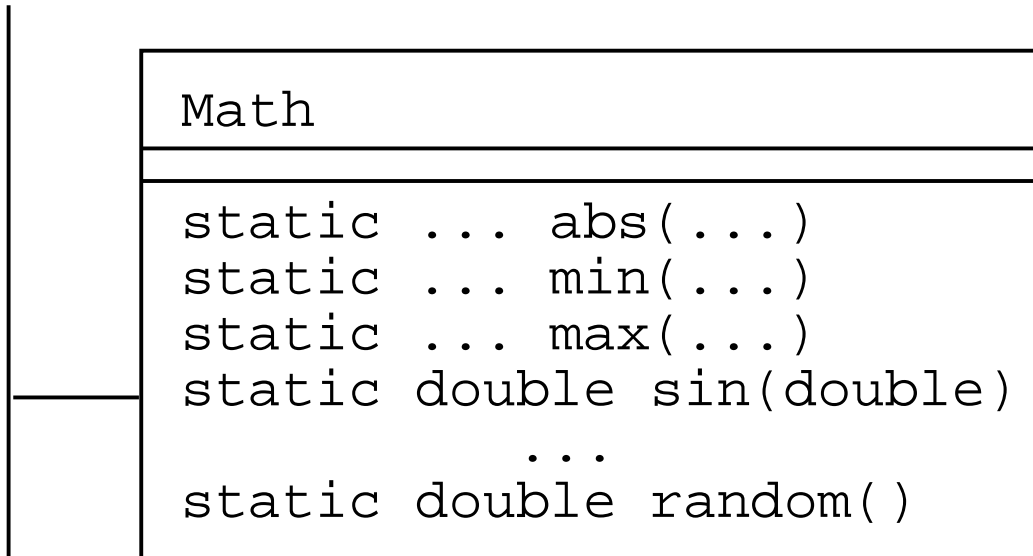 Math
static ... abs(...)
static ... min(...)
static ... max(...)
static double sin(double)
...
static double random()